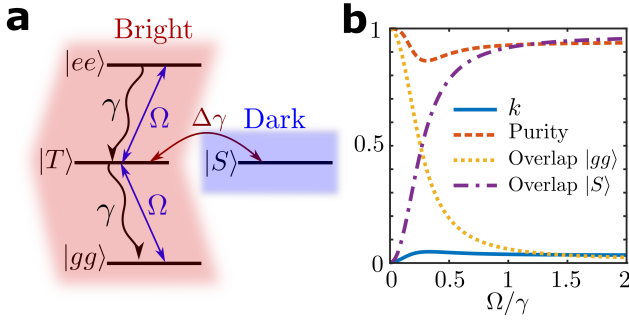 a
Bright
|ee⟩
γ
Ω
Δγ
Dark
|T⟩
|S⟩
γ
Ω
|gg⟩
b
1
0.5
0
k
Purity
Overlap |gg⟩
Overlap |S⟩
0 0.5 1 1.5 2
Ω/γ